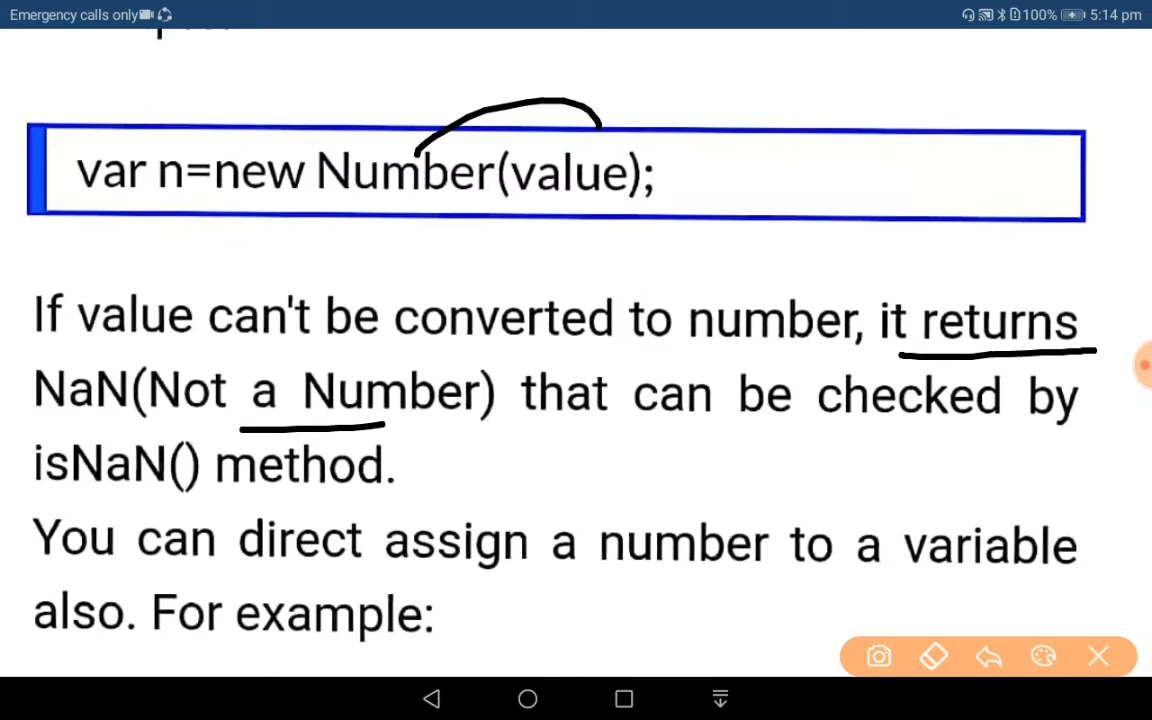 Emergency calls only 100% 5:14 pm
var n=new Number(value);
If value can't be converted to number, it returns
NaN(Not a Number) that can be checked by
isNaN() method.
You can direct assign a number to a variable
also. For example: